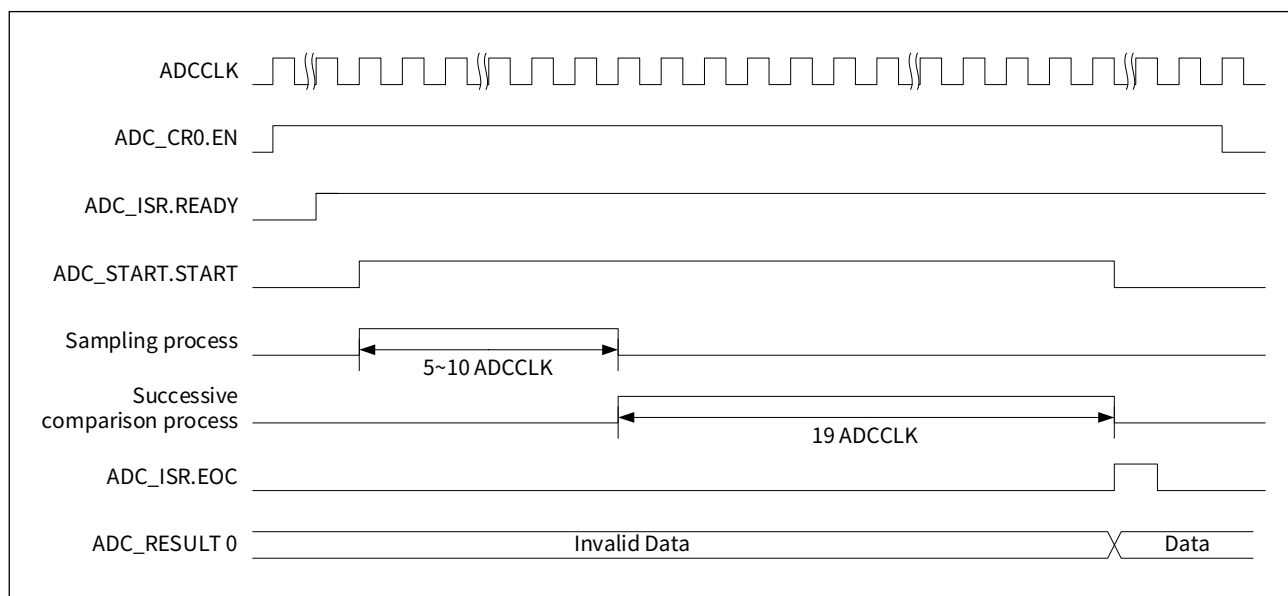 ADCCLK
ADC_CR0.EN
ADC_ISR.READY
ADC_START.START
Sampling process
5~10 ADCCLK
Successive
comparison process
19 ADCCLK
ADC_ISR.EOC
ADC_RESULT 0
Invalid Data
Data